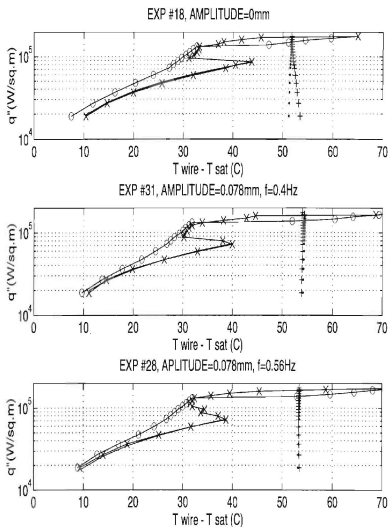 EXP #18, AMPLITUDE=0mm
q"(W/sq.m)
10^5
10^4
0 10 20 30 40 50 60 70
T wire - T sat (C)
EXP #31, AMPLITUDE=0.078mm, f=0.4Hz
q"(W/sq.m)
10^5
10^4
0 10 20 30 40 50 60 70
T wire - T sat (C)
EXP #28, APLITUDE=0.078mm, f=0.56Hz
q"(W/sq.m)
10^5
10^4
0 10 20 30 40 50 60 70
T wire - T sat (C)